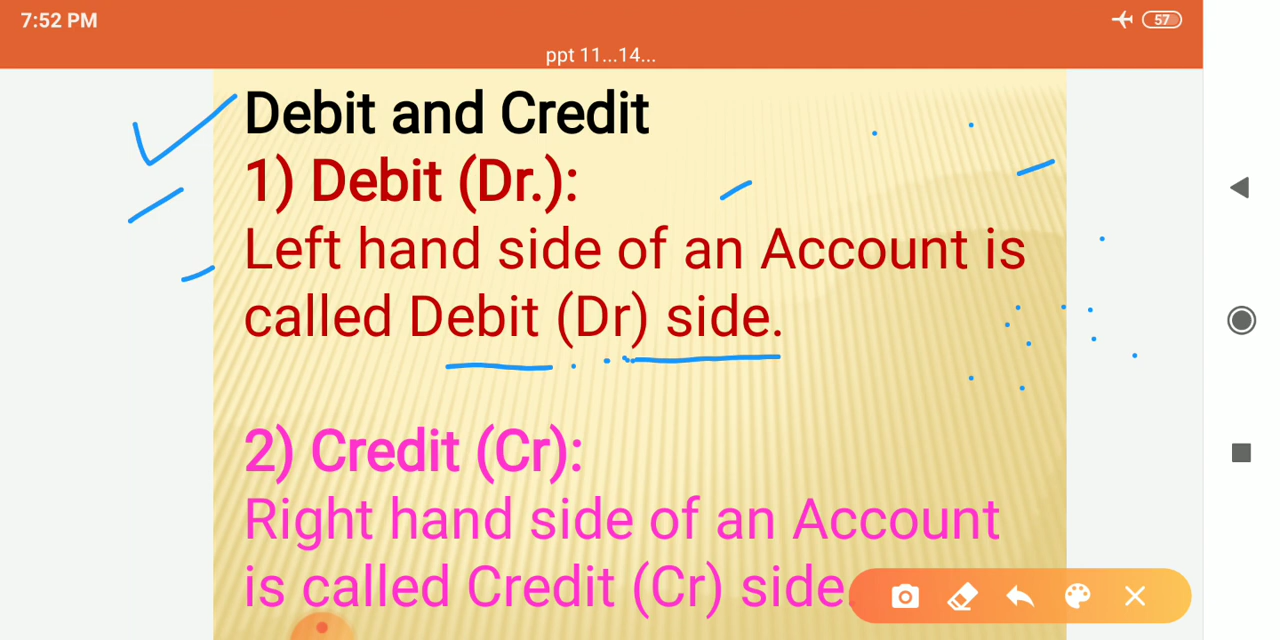 7:52 PM
57
ppt 11...14...
Debit and Credit
1) Debit (Dr.):
Left hand side of an Account is
called Debit (Dr) side.
2) Credit (Cr):
Right hand side of an Account
is called Credit (Cr) side.